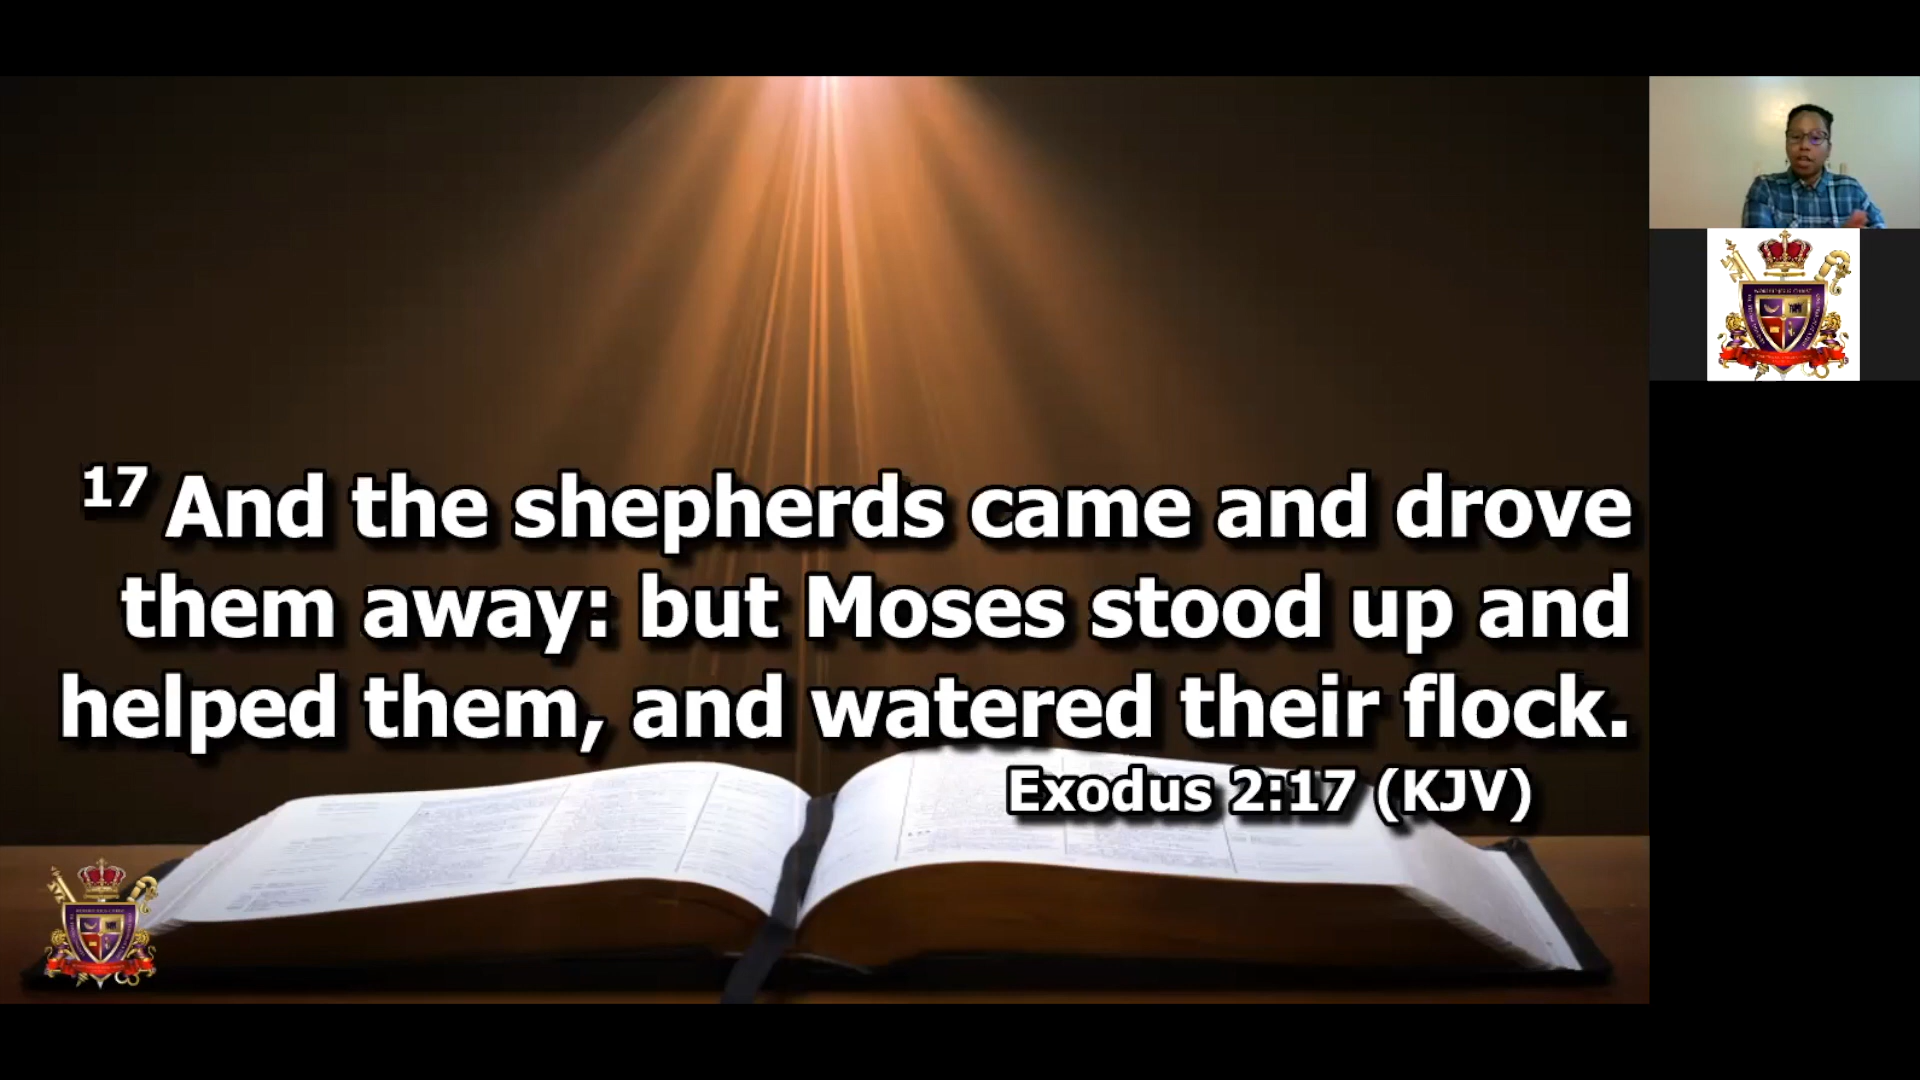 17 And the shepherds came and drove
them away: but Moses stood up and
helped them, and watered their flock.
Exodus 2:17 (KJV)